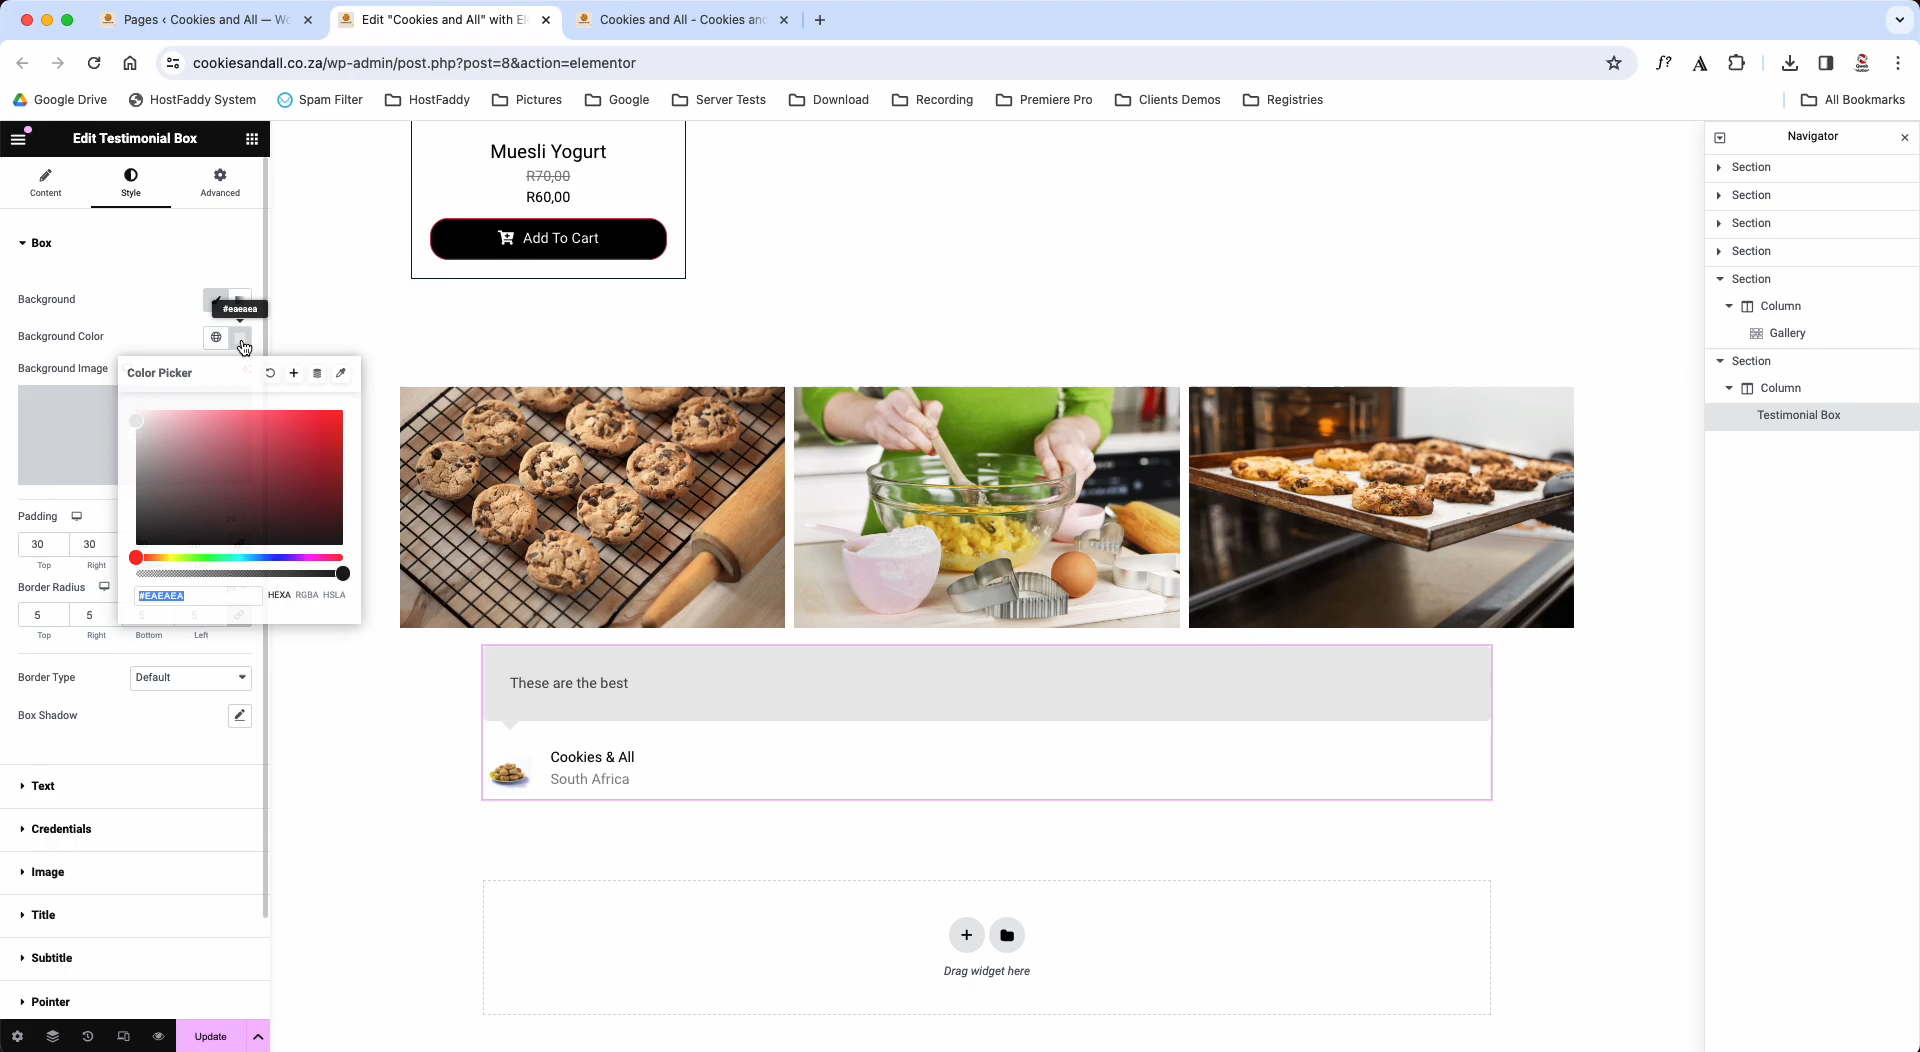 Pages ‹ Cookies and All — Wo
Edit "Cookies and All" with El
Cookies and All - Cookies and
cookiesandall.co.za/wp-admin/post.php?post=8&action=elementor
Google Drive
HostFaddy System
Spam Filter
HostFaddy
Pictures
Google
Server Tests
Download
Recording
Premiere Pro
Clients Demos
Registries
All Bookmarks
Edit Testimonial Box
Content
Style
Advanced
Box
Background
#eaeaea
Background Color
Background Image
Color Picker
#EAEAEA
HEXA RGBA HSLA
Padding
30
30
Top
Right
Border Radius
5
5
5
5
Top
Right
Bottom
Left
Border Type
Default
Box Shadow
Text
Credentials
Image
Title
Subtitle
Pointer
Update
Muesli Yogurt
R70,00
R60,00
Add To Cart
These are the best
Cookies & All
South Africa
Drag widget here
Navigator
Section
Section
Section
Section
Section
Column
Gallery
Section
Column
Testimonial Box